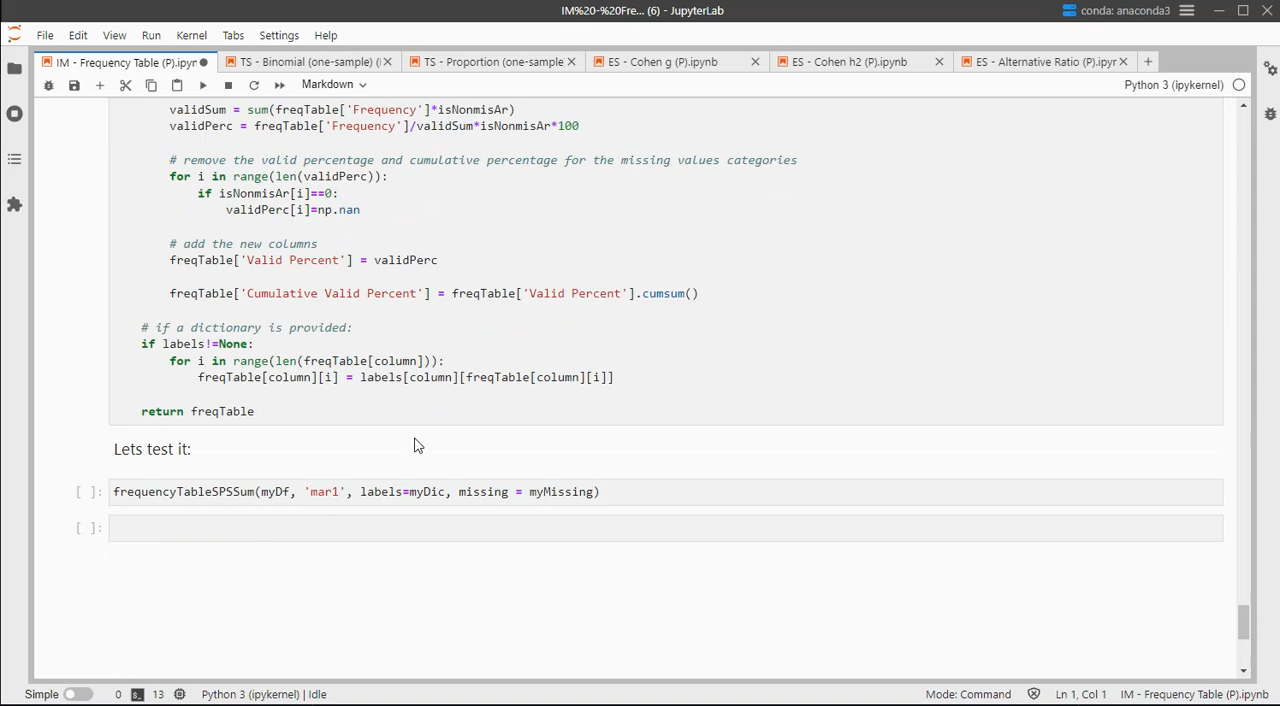 IM%20-%20Fre... (6) - JupyterLab
conda: anaconda3
File Edit View Run Kernel Tabs Settings Help
IM - Frequency Table (P).ipyn TS - Binomial (one-sample) (I TS - Proportion (one-sample ES - Cohen g (P).ipynb ES - Cohen h2 (P).ipynb ES - Alternative Ratio (P).ipyr
Markdown Python 3 (ipykernel)
validSum = sum(freqTable['Frequency']*isNonmisAr)
validPerc = freqTable['Frequency']/validSum*isNonmisAr*100
# remove the valid percentage and cumulative percentage for the missing values categories
for i in range(len(validPerc)):
if isNonmisAr[i]==0:
validPerc[i]=np.nan
# add the new columns
freqTable['Valid Percent'] = validPerc
freqTable['Cumulative Valid Percent'] = freqTable['Valid Percent'].cumsum()
# if a dictionary is provided:
if labels!=None:
for i in range(len(freqTable[column])):
freqTable[column][i] = labels[column][freqTable[column][i]]
return freqTable
Lets test it:
[ ]: frequencyTableSPSSum(myDf, 'mar1', labels=myDic, missing = myMissing)
[ ]:
Simple 0 13 Python 3 (ipykernel) | Idle Mode: Command Ln 1, Col 1 IM - Frequency Table (P).ipynb